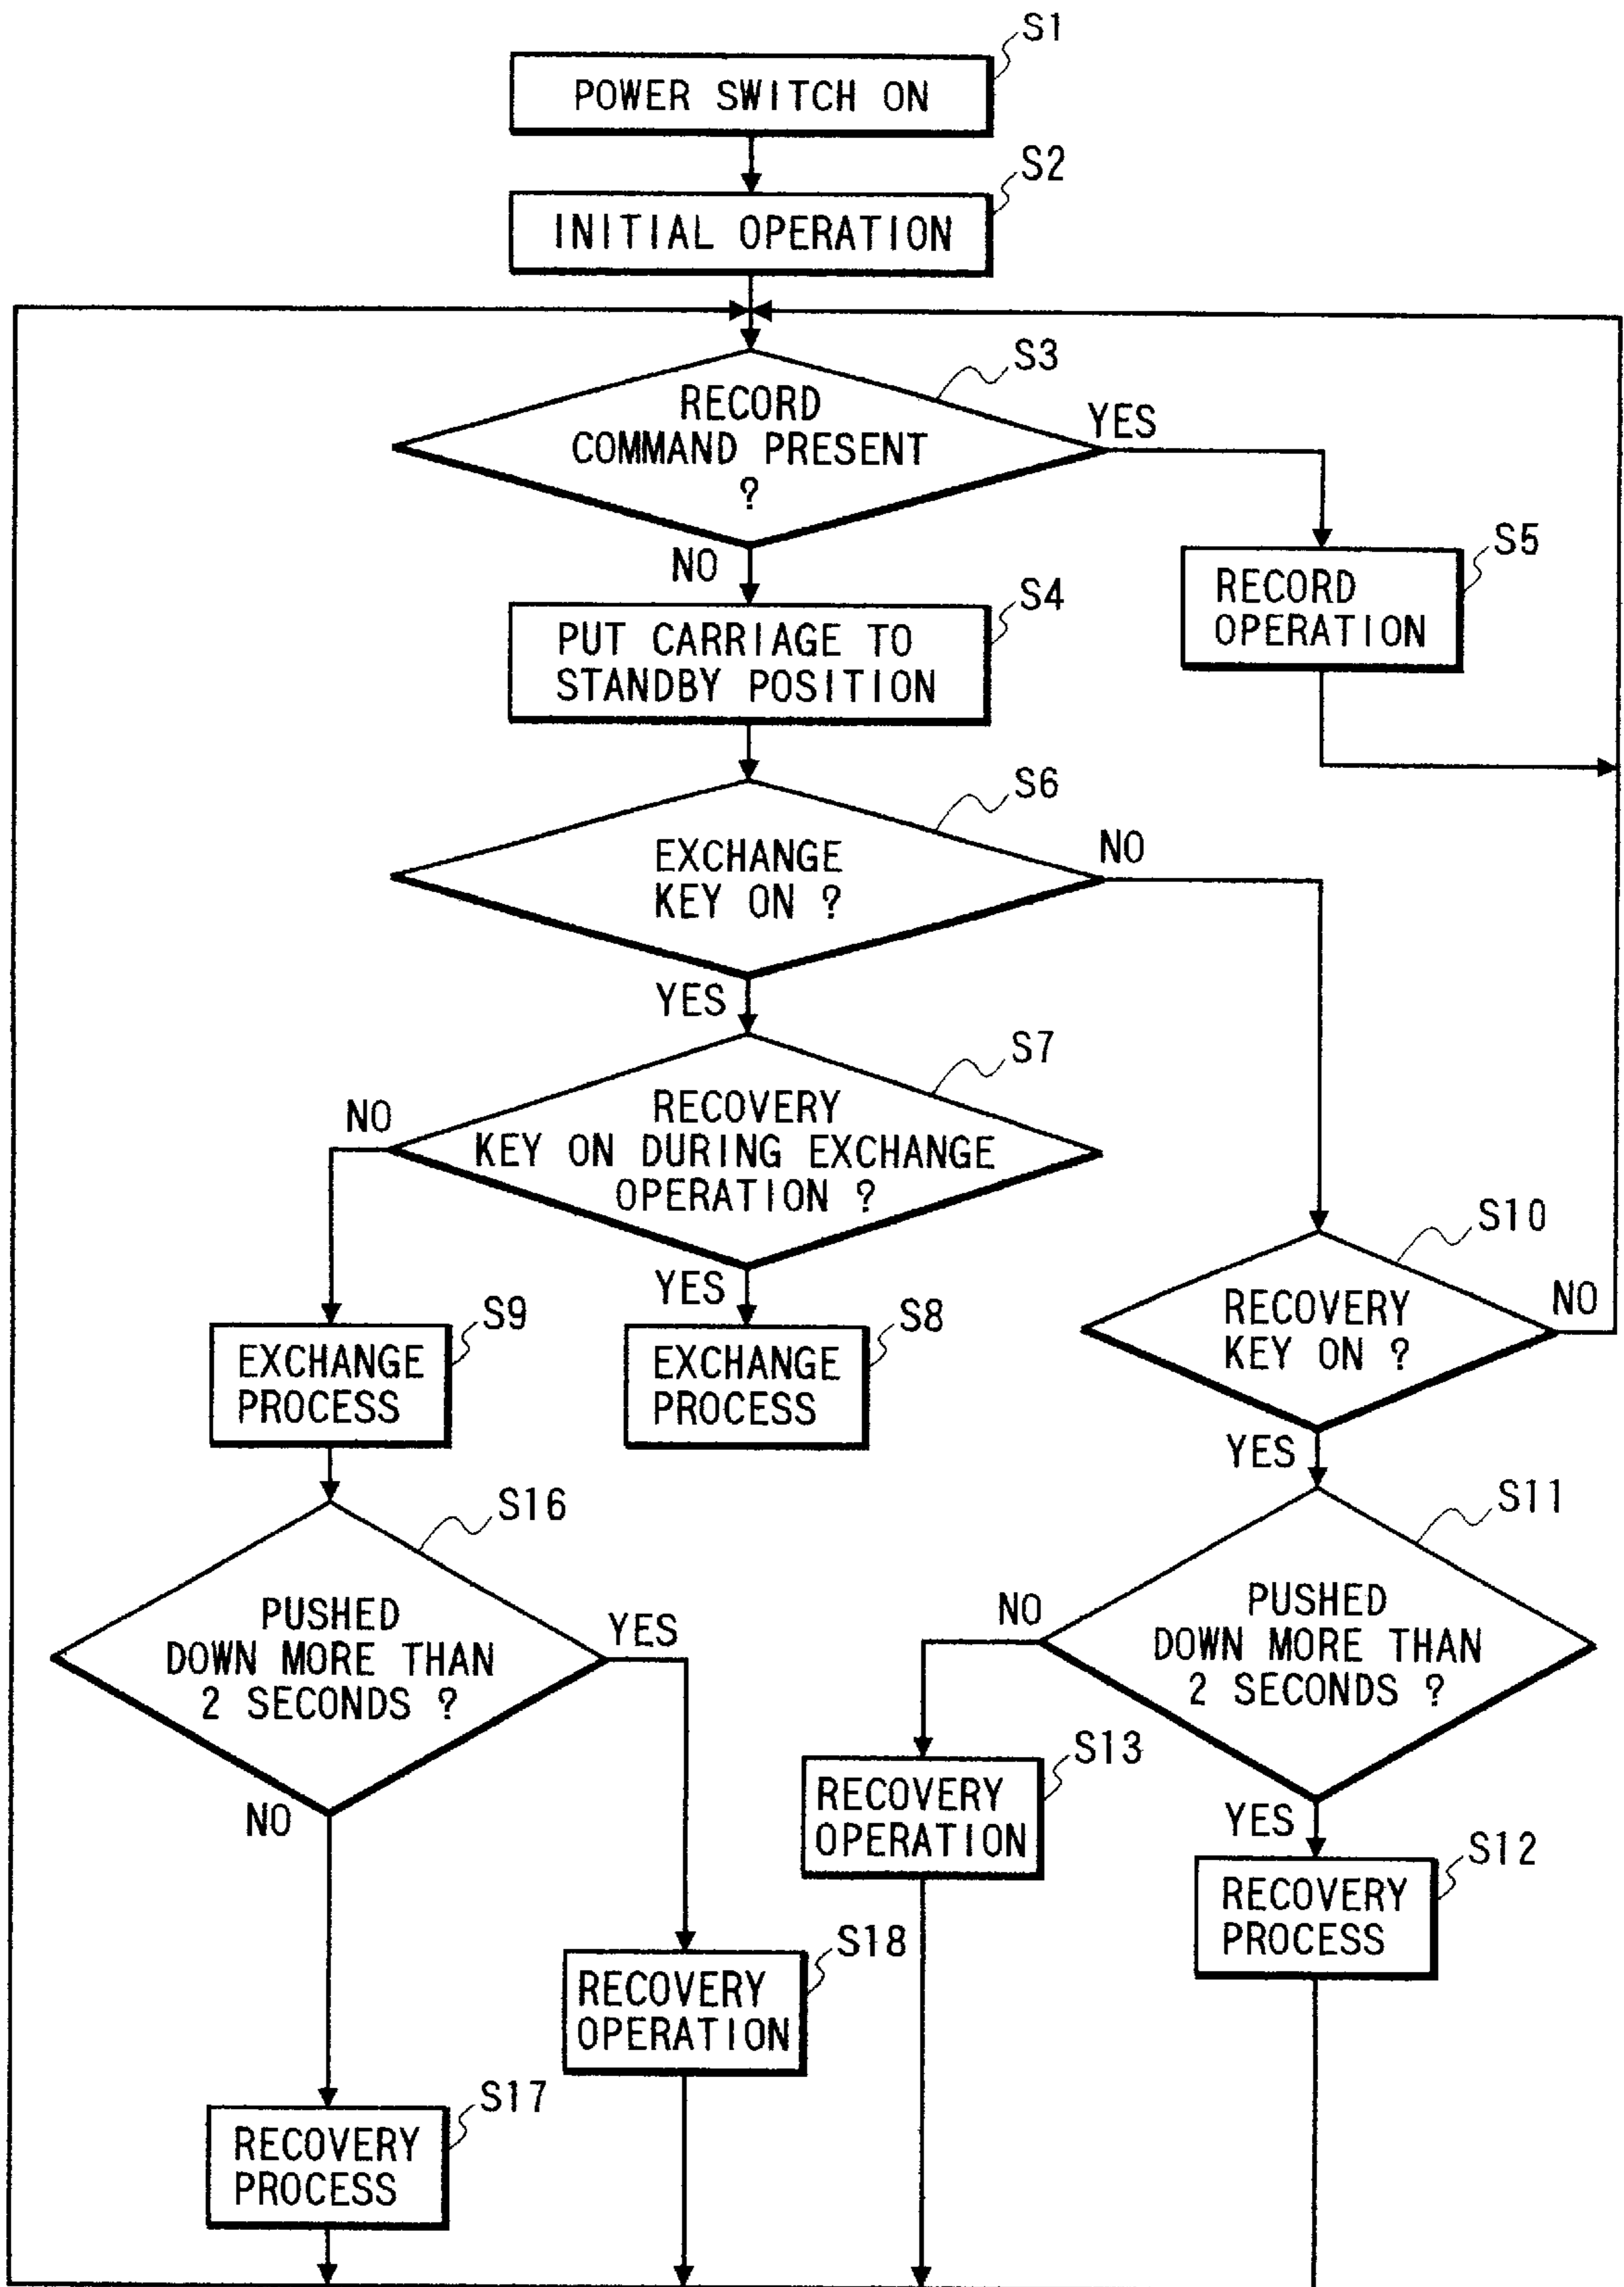 S1
POWER SWITCH ON
S2
INITIAL OPERATION
S3
RECORD
COMMAND PRESENT
?
YES
NO
S5
RECORD
OPERATION
S4
PUT CARRIAGE TO
STANDBY POSITION
S6
EXCHANGE
KEY ON ?
NO
YES
S7
RECOVERY
KEY ON DURING EXCHANGE
OPERATION ?
NO
YES
S10
RECOVERY
KEY ON ?
NO
YES
S9
EXCHANGE
PROCESS
S8
EXCHANGE
PROCESS
S16
PUSHED
DOWN MORE THAN
2 SECONDS ?
YES
NO
S11
PUSHED
DOWN MORE THAN
2 SECONDS ?
NO
YES
S13
RECOVERY
OPERATION
S12
RECOVERY
PROCESS
S18
RECOVERY
OPERATION
S17
RECOVERY
PROCESS